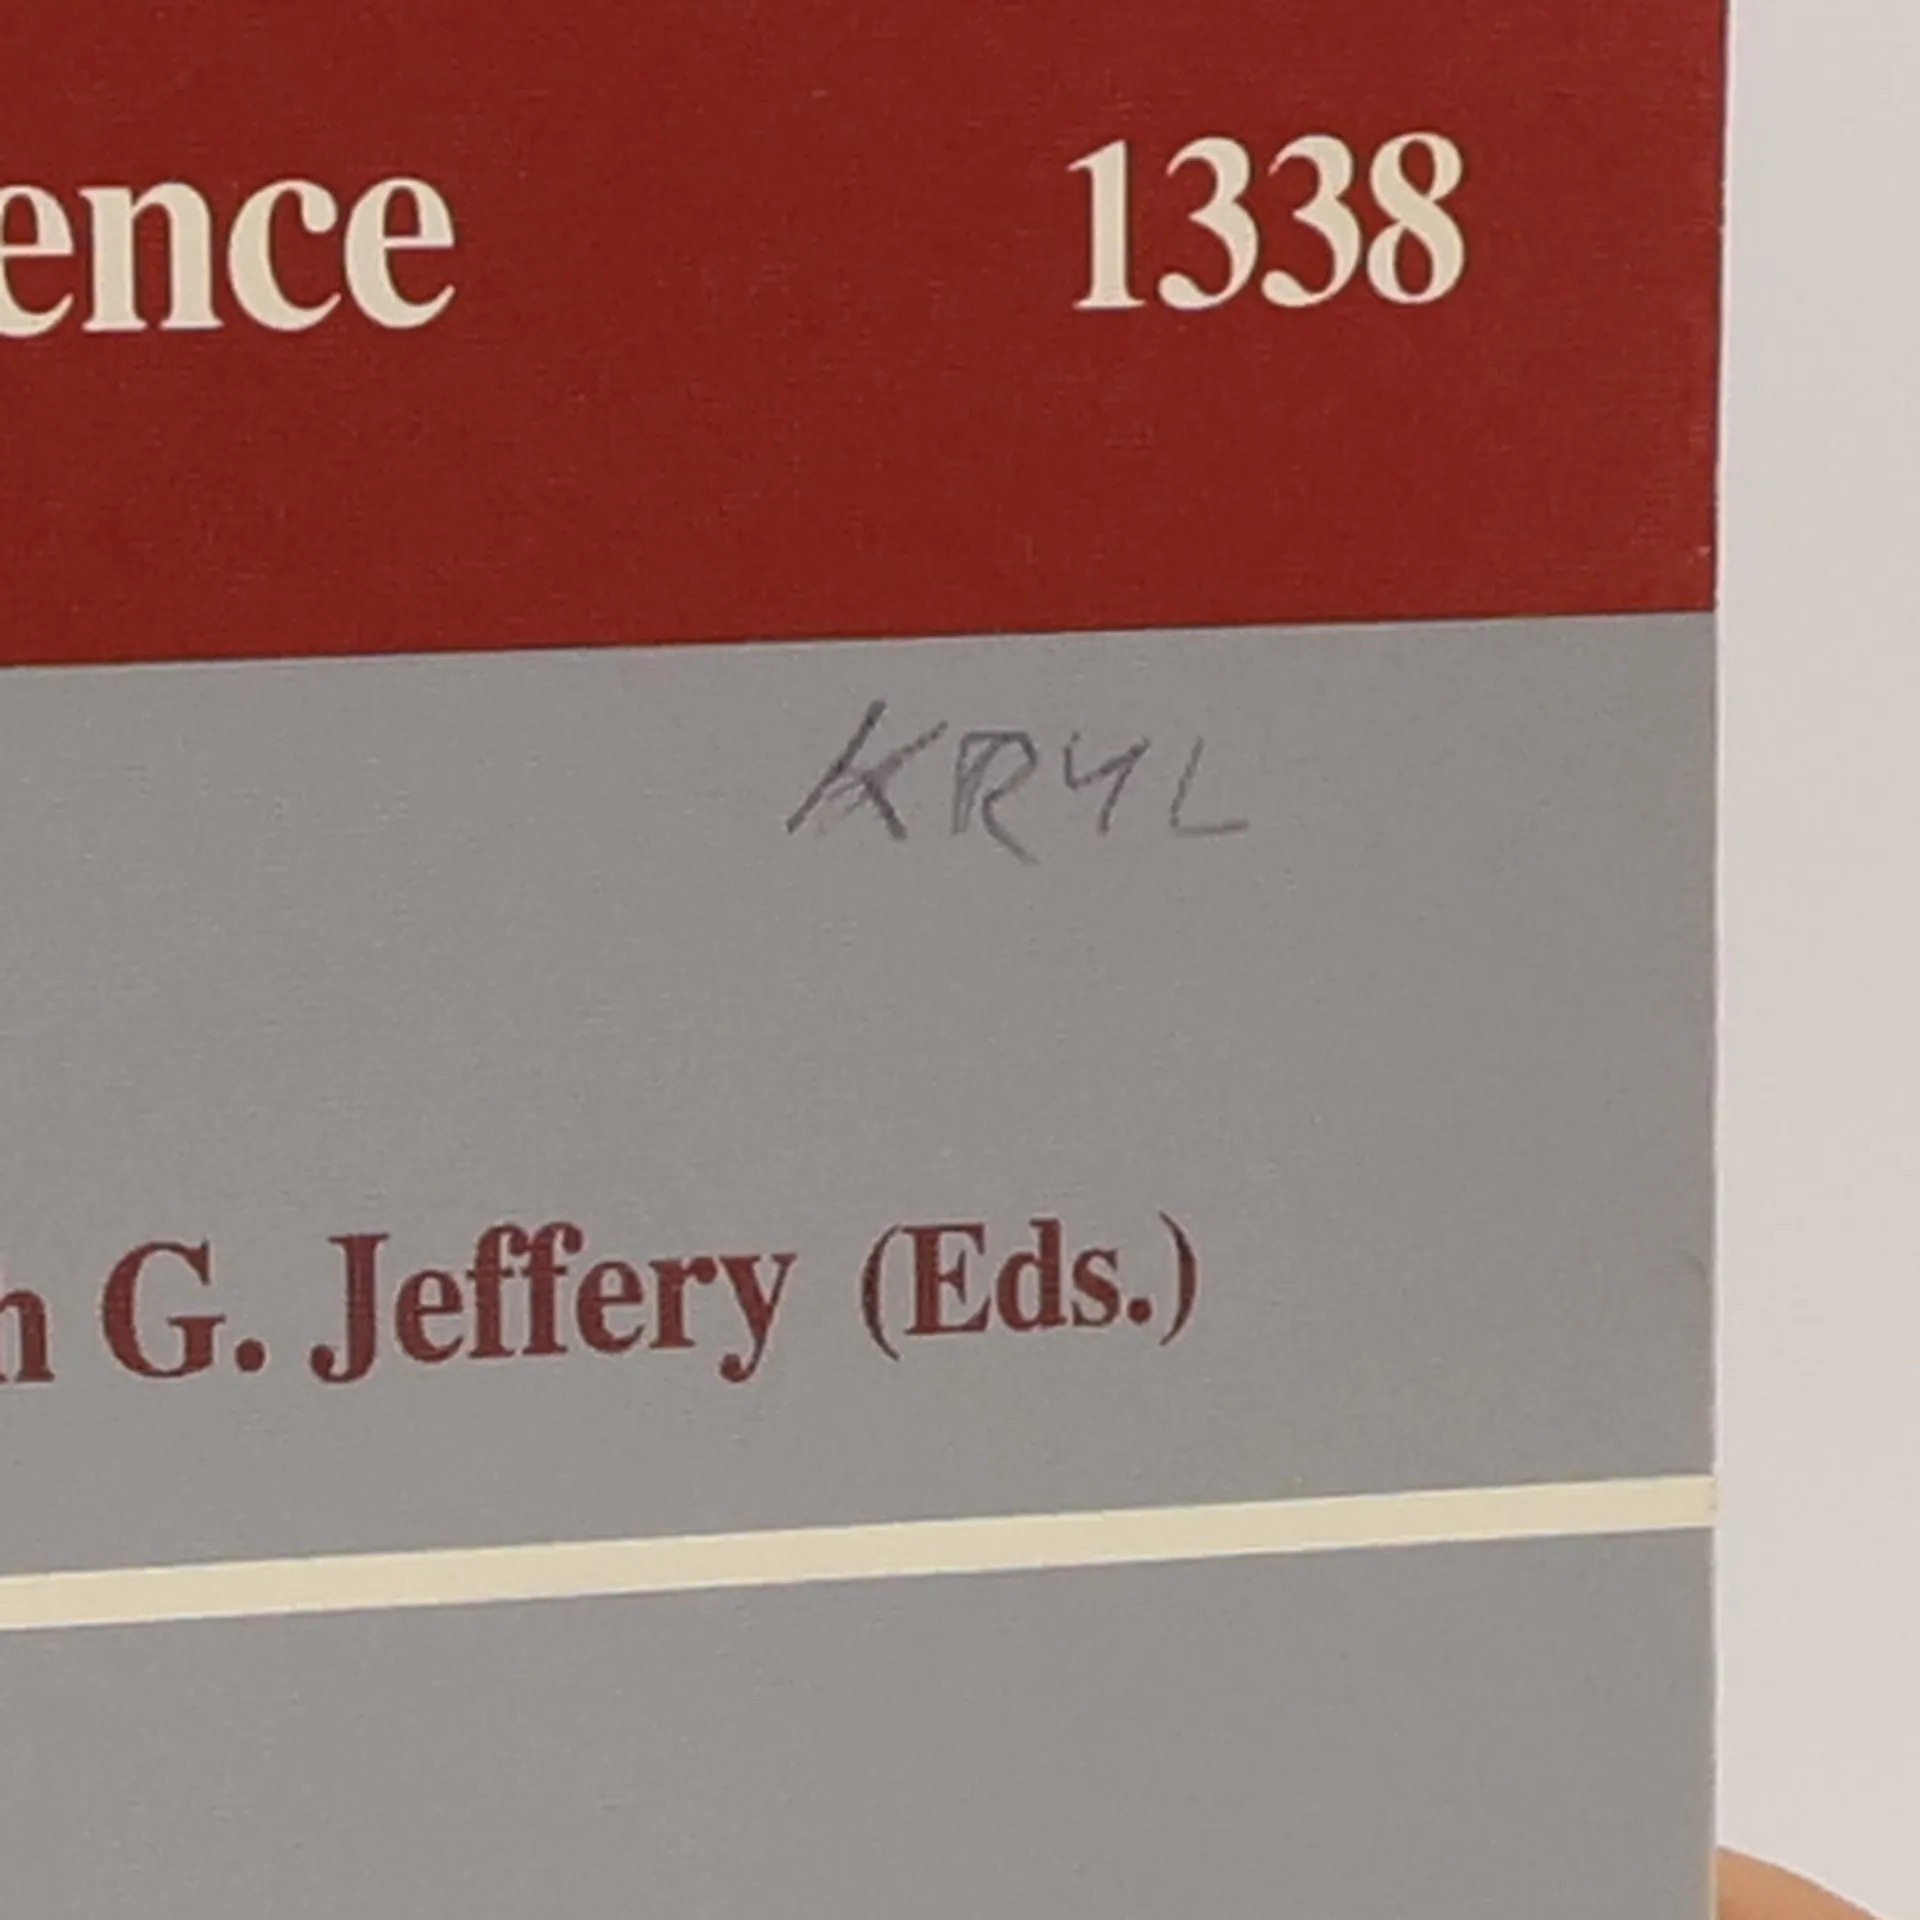 ence 1338
KRYL
h G. Jeffery (Eds.)